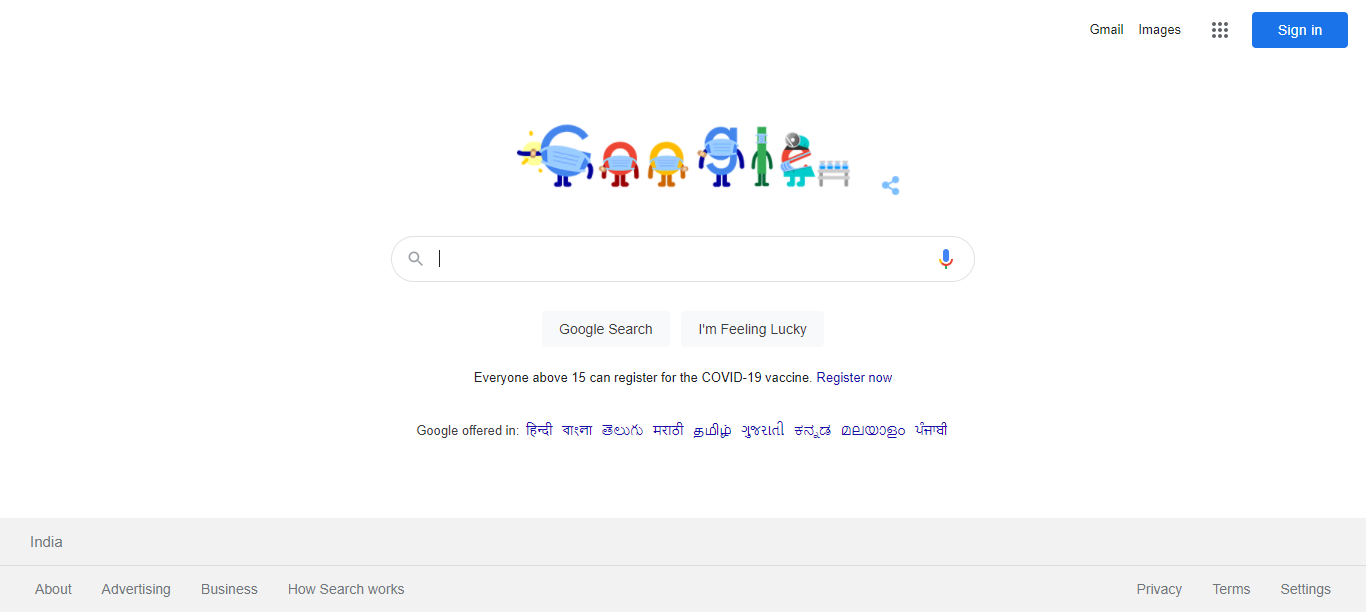 Gmail Images Sign in
Google
Google Search I'm Feeling Lucky
Everyone above 15 can register for the COVID-19 vaccine. Register now
Google offered in: हिन्दी বাংলা తెలుగు मराठी தமிழ் ગુજરાતી ಕನ್ನಡ മലയാളം ਪੰਜਾਬੀ
India
About Advertising Business How Search works Privacy Terms Settings